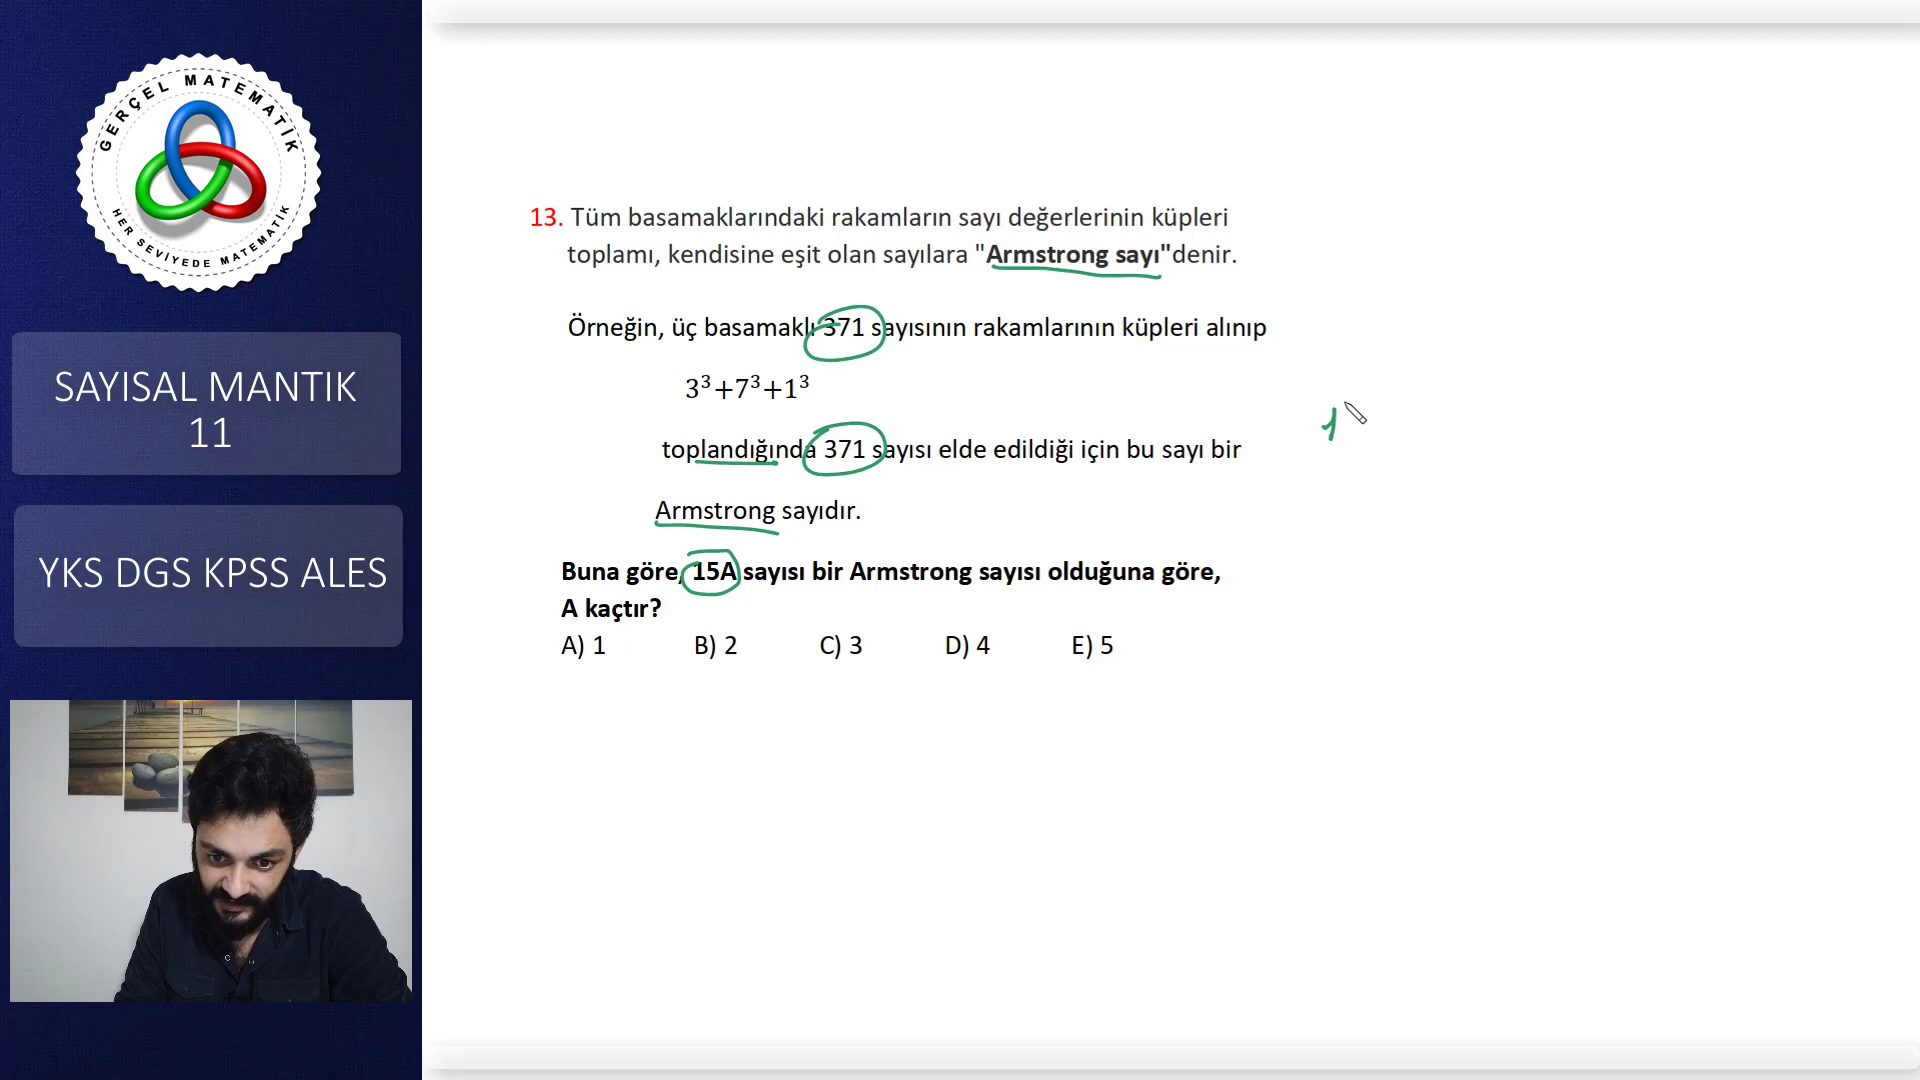 GERÇEL MATEMATİK
HER SEVİYEDE MATEMATİK
SAYISAL MANTIK
11
YKS DGS KPSS ALES
13. Tüm basamaklarındaki rakamların sayı değerlerinin küpleri
toplamı, kendisine eşit olan sayılara "Armstrong sayı"denir.
Örneğin, üç basamaklı 371 sayısının rakamlarının küpleri alınıp
3³+7³+1³
1
toplandığında 371 sayısı elde edildiği için bu sayı bir
Armstrong sayıdır.
Buna göre, 15A sayısı bir Armstrong sayısı olduğuna göre,
A kaçtır?
A) 1 B) 2 C) 3 D) 4 E) 5